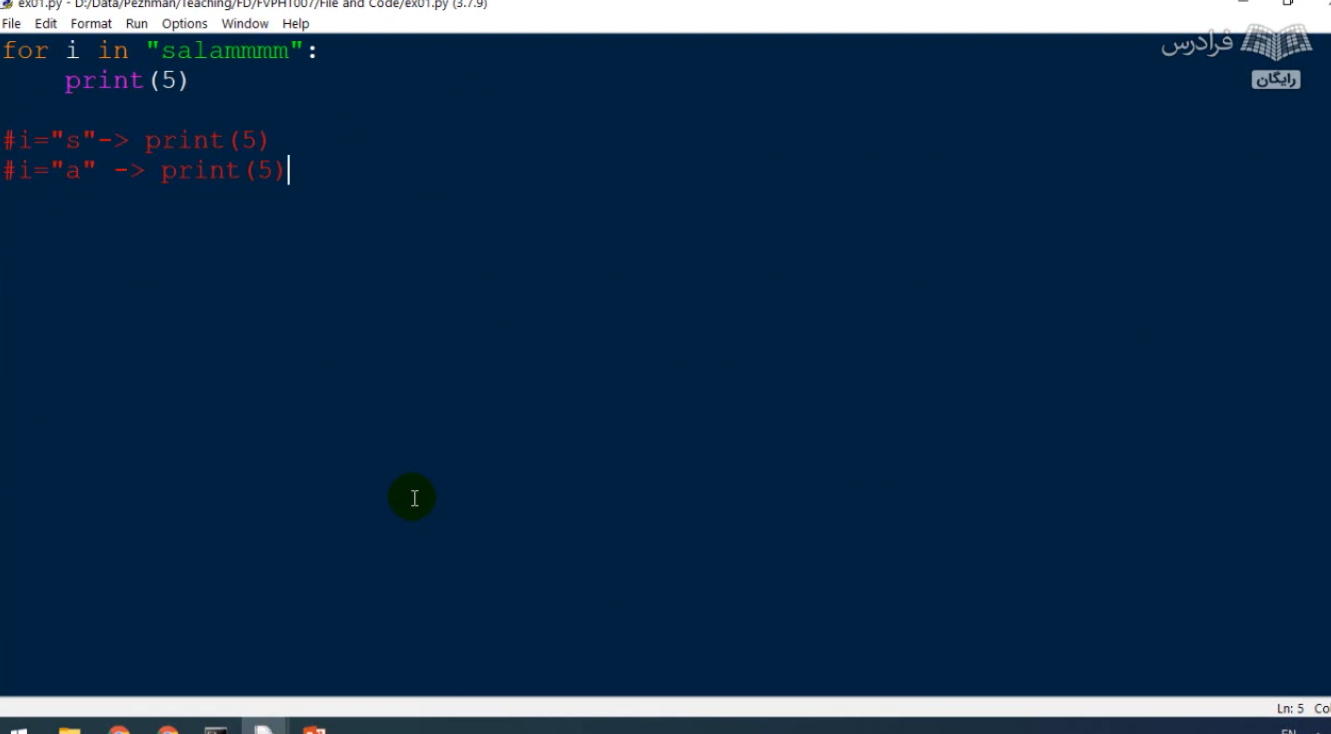 ex01.py - D:/Data/Pezhman/Teaching/FD/FVPHT007/File and Code/ex01.py (3.7.9)
File Edit Format Run Options Window Help
for i in "salammmm":
    print(5)
#i="s"-> print(5)
#i="a" -> print(5)
فرادرس
رایگان
Ln: 5 Co
EN